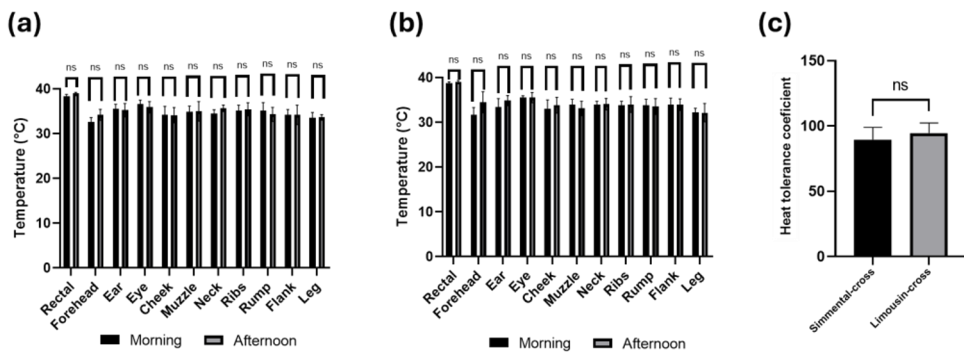 (a)
ns ns ns ns ns ns ns ns ns ns ns
Temperature (°C)
40
30
20
10
0
Rectal
Forehead
Ear
Eye
Cheek
Muzzle
Neck
Ribs
Rump
Flank
Leg
Morning Afternoon
(b)
ns ns ns ns ns ns ns ns ns ns ns
Temperature (°C)
40
30
20
10
0
Rectal
Forehead
Ear
Eye
Cheek
Muzzle
Neck
Ribs
Rump
Flank
Leg
Morning Afternoon
(c)
Heat tolerance coeficient
150
100
50
0
ns
Simmental-cross
Limousin-cross